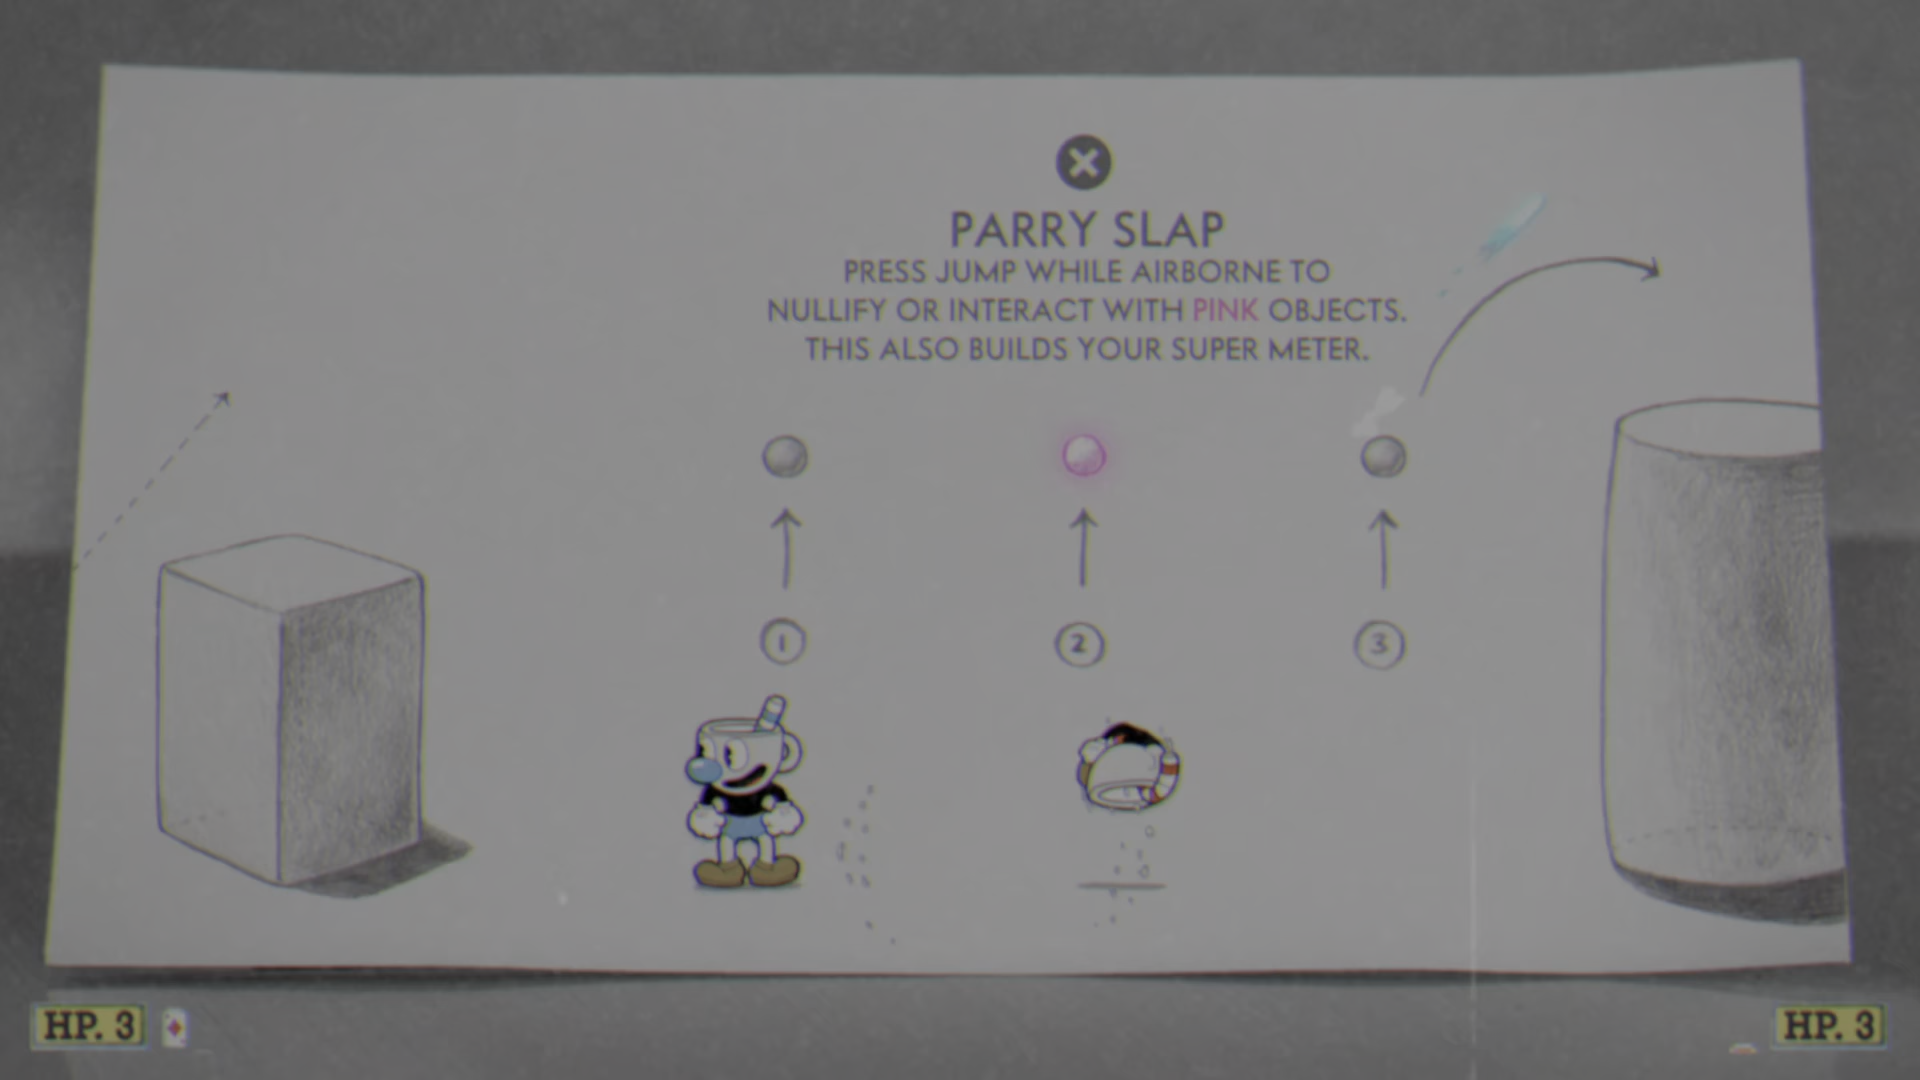 PARRY SLAP
PRESS JUMP WHILE AIRBORNE TO
NULLIFY OR INTERACT WITH PINK OBJECTS.
THIS ALSO BUILDS YOUR SUPER METER.
1 2 3
HP. 3 HP. 3